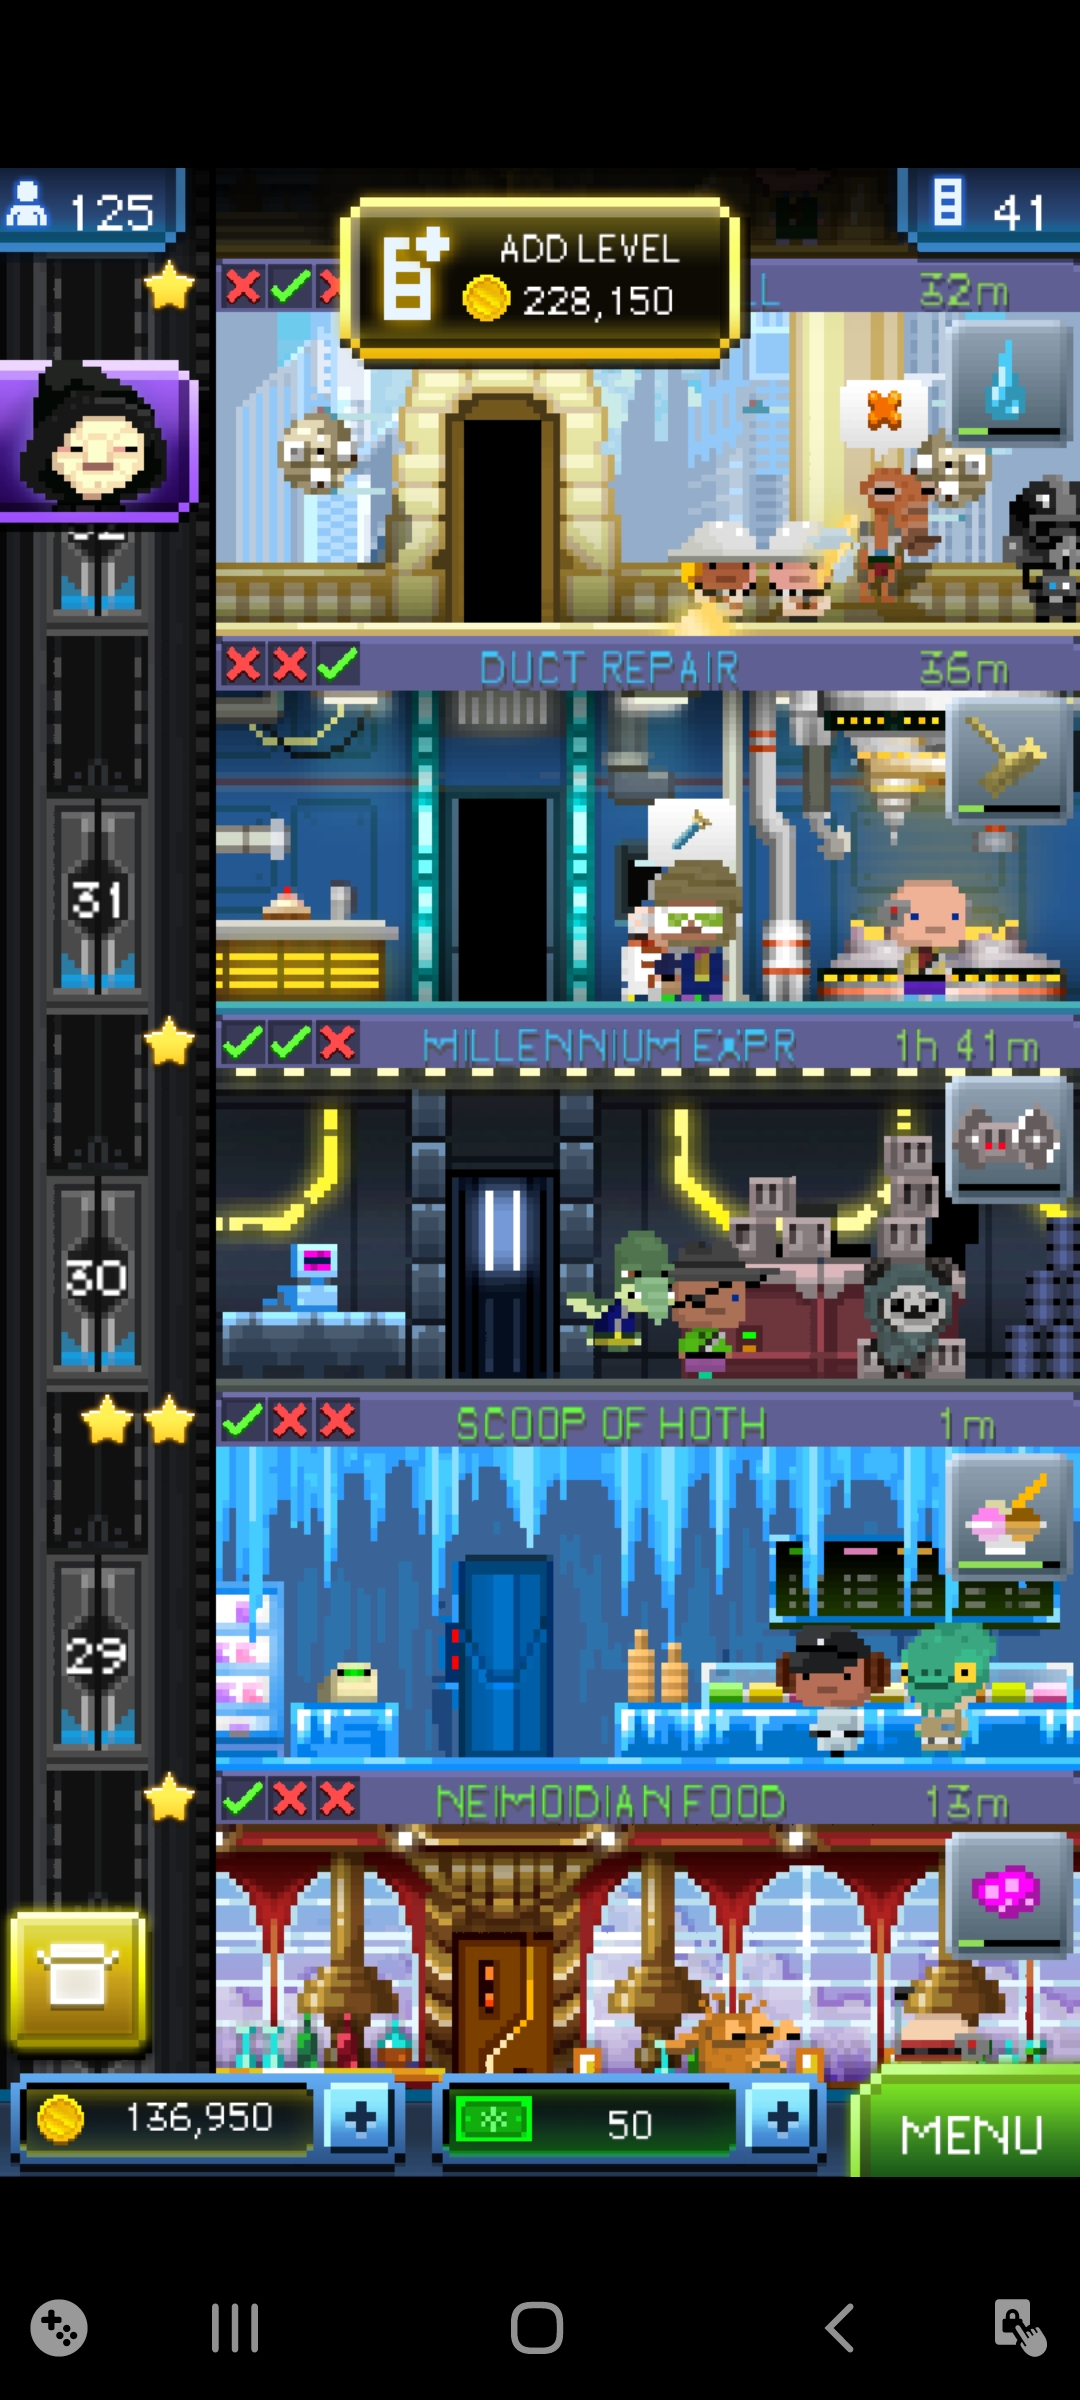 125
ADD LEVEL
228,150
41
32m
DUCT REPAIR
36m
31
MILLENNIUM EXPR
1h 41m
30
SCOOP OF HOTH
1m
29
NEIMOIDIAN FOOD
13m
136,950
50
MENU